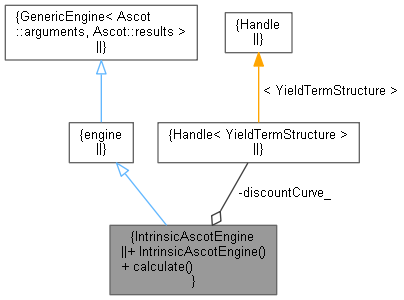 {GenericEngine< Ascot
::arguments, Ascot::results >
||}
{Handle
||}
< YieldTermStructure >
{engine
||}
{Handle< YieldTermStructure >
||}
-discountCurve_
{IntrinsicAscotEngine
||+ IntrinsicAscotEngine()
+ calculate()
}